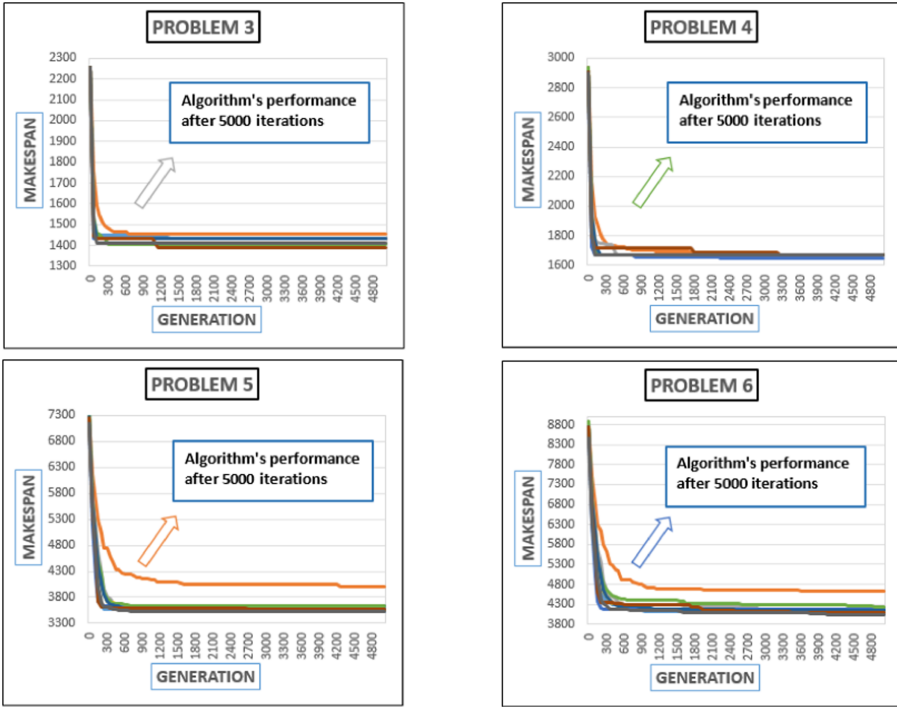 PROBLEM 3
2300
2200
2100
2000
1900
1800
1700
1600
1500
1400
1300
MAKESPAN
Algorithm's performance
after 5000 iterations
0 300 600 900 1200 1500 1800 2100 2400 2700 3000 3300 3600 3900 4200 4500 4800
GENERATION
PROBLEM 4
3000
2800
2600
2400
2200
2000
1800
1600
MAKESPAN
Algorithm's performance
after 5000 iterations
0 300 600 900 1200 1500 1800 2100 2400 2700 3000 3300 3600 3900 4200 4500 4800
GENERATION
PROBLEM 5
7300
6800
6300
5800
5300
4800
4300
3800
3300
MAKESPAN
Algorithm's performance
after 5000 iterations
0 300 600 900 1200 1500 1800 2100 2400 2700 3000 3300 3600 3900 4200 4500 4800
GENERATION
PROBLEM 6
8800
8300
7800
7300
6800
6300
5800
5300
4800
4300
3800
MAKESPAN
Algorithm's performance
after 5000 iterations
0 300 600 900 1200 1500 1800 2100 2400 2700 3000 3300 3600 3900 4200 4500 4800
GENERATION